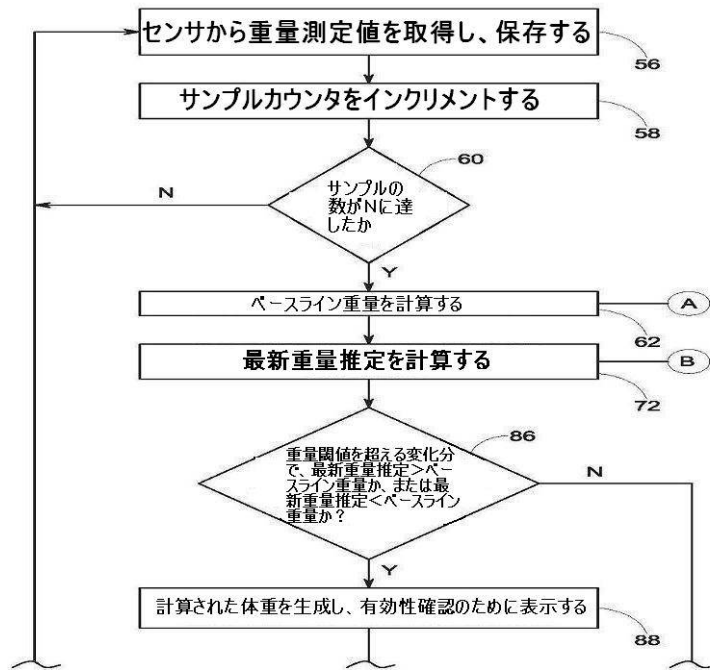 センサから重量測定値を取得し、保存する
56
サンプルカウンタをインクリメントする
58
60
サンプルの
数がNに達
したか
N
Y
ベースライン重量を計算する
A
62
最新重量推定を計算する
B
72
86
重量閾値を超える変化分
で、最新重量推定>ベー
スライン重量か、または最
新重量推定<ベースライン
重量か?
N
Y
計算された体重を生成し、有効性確認のために表示する
88